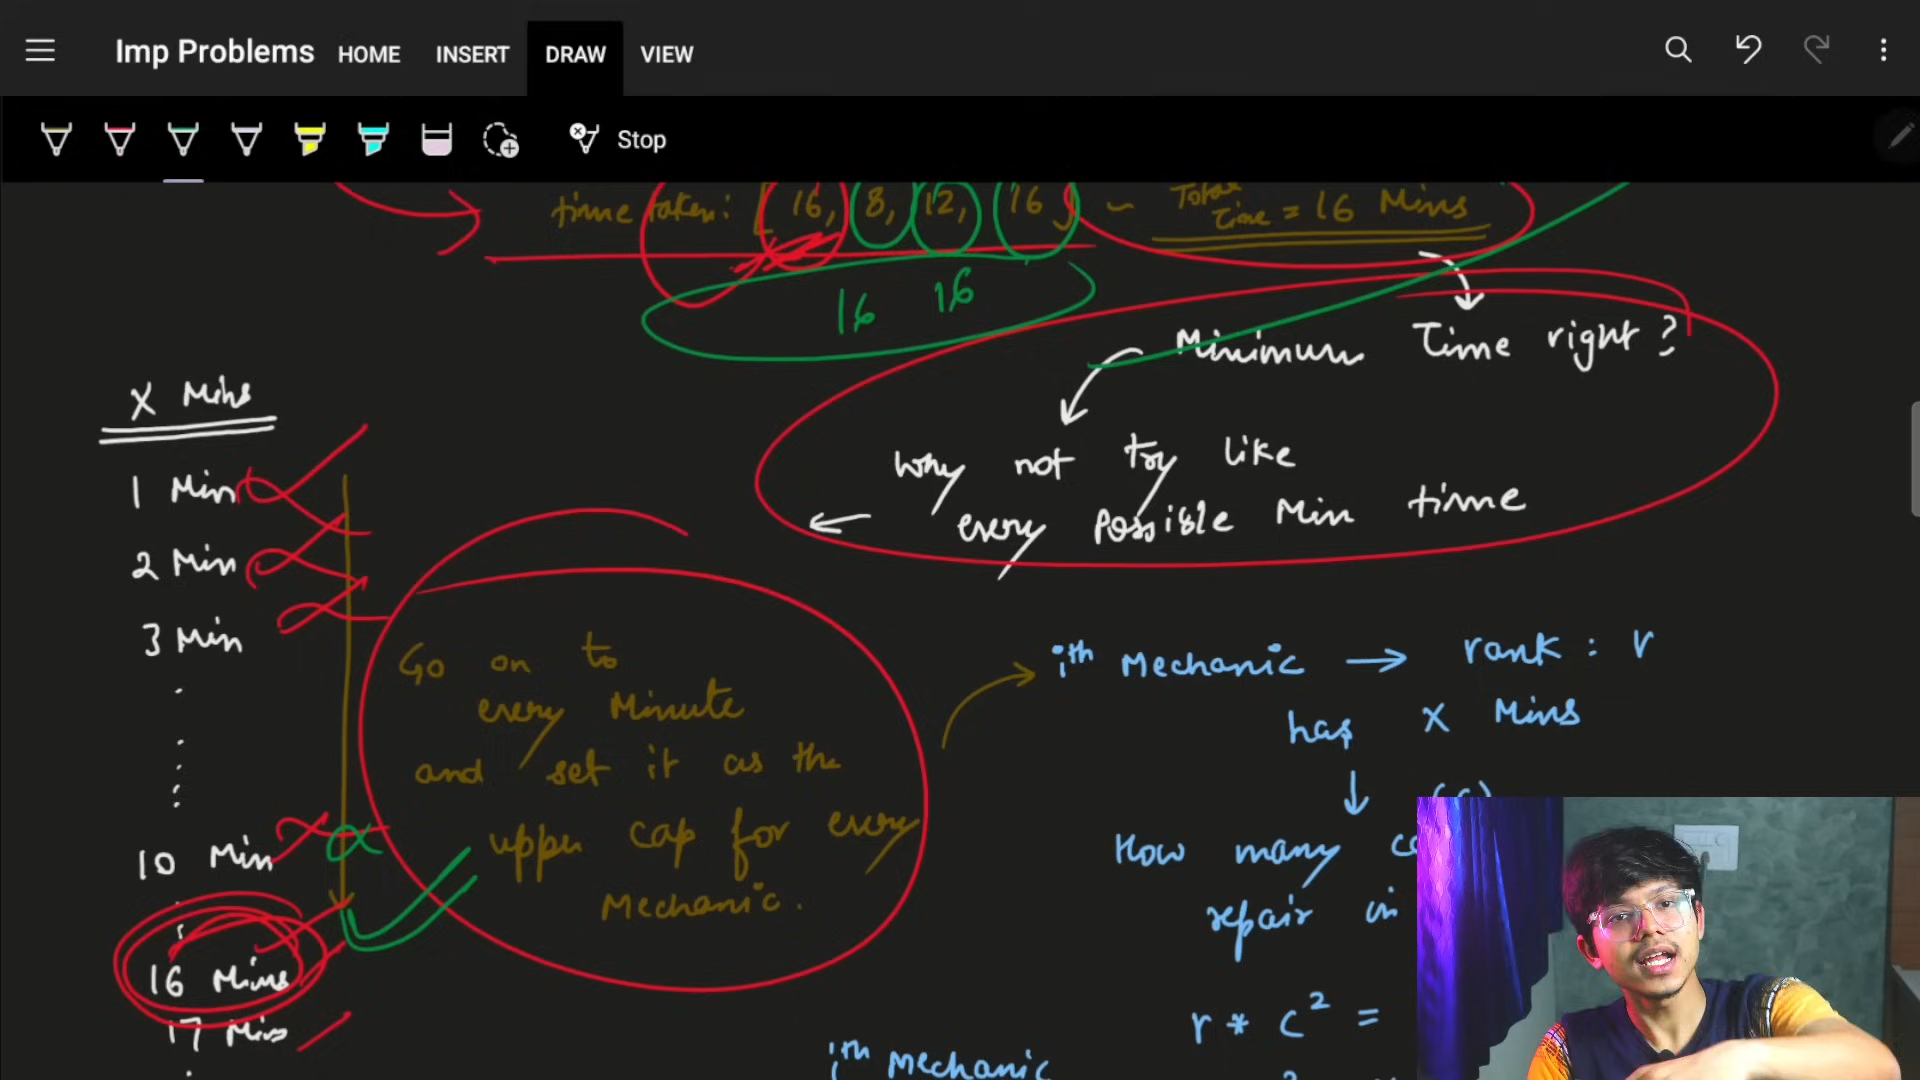 Imp Problems HOME INSERT DRAW VIEW
Stop
time taken: [16, 8, 12, 16] - Total Time = 16 Mins
16 16
Minimum Time right ?
X Mins
Why not try like
every Possible Min time
1 Min
2 Min
3 Min
Go on to
every Minute
and set it as the
upper cap for every
Mechanic.
10 Min
16 Mins
17 Mins
ith Mechanic → rank : r
has X Mins
How many
repair in
r * c² =
ith Mechanic